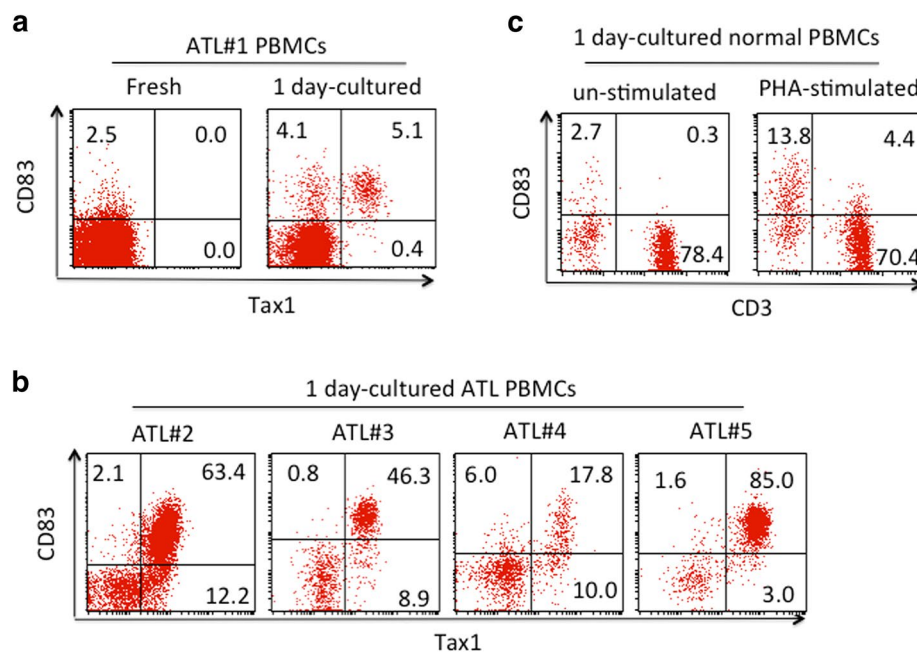 a
ATL#1 PBMCs
Fresh
1 day-cultured
CD83
2.5
0.0
0.0
4.1
5.1
0.4
Tax1
c
1 day-cultured normal PBMCs
un-stimulated
PHA-stimulated
CD83
2.7
0.3
78.4
13.8
4.4
70.4
CD3
b
1 day-cultured ATL PBMCs
ATL#2
ATL#3
ATL#4
ATL#5
CD83
2.1
63.4
12.2
0.8
46.3
8.9
6.0
17.8
10.0
1.6
85.0
3.0
Tax1